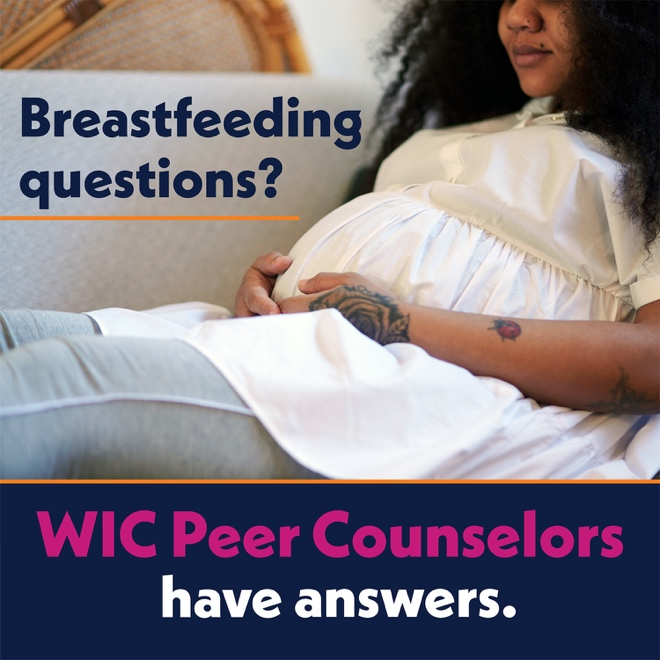 Breastfeeding
questions?
WIC Peer Counselors
have answers.